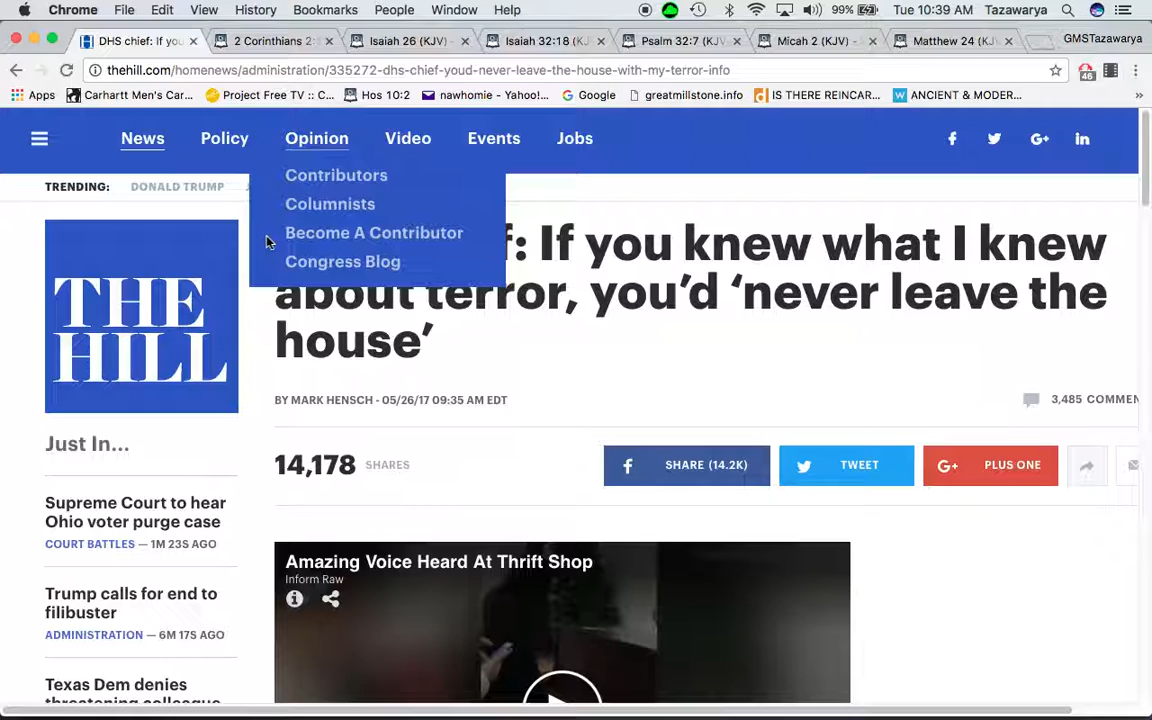 Chrome File Edit View History Bookmarks People Window Help 99% Tue 10:39 AM Tazawarya
DHS chief: If you 2 Corinthians 2: Isaiah 26 (KJV) - Isaiah 32:18 (KJV Psalm 32:7 (KJV) Micah 2 (KJV) - Matthew 24 (KJV) GMSTazawarya
thehill.com/homenews/administration/335272-dhs-chief-youd-never-leave-the-house-with-my-terror-info 46
Apps Carhartt Men's Car... Project Free TV :: C... Hos 10:2 nawhomie - Yahoo!... Google greatmillstone.info IS THERE REINCAR... ANCIENT & MODER... »
News Policy Opinion Video Events Jobs
Contributors
TRENDING: DONALD TRUMP
Columnists
Become A Contributor
Congress Blog
f: If you knew what I knew
about terror, you'd ‘never leave the
house’
THE
HILL
BY MARK HENSCH - 05/26/17 09:35 AM EDT 3,485 COMMEN
Just In...
14,178 SHARES SHARE (14.2K) TWEET G+ PLUS ONE
Supreme Court to hear
Ohio voter purge case
COURT BATTLES — 1M 23S AGO
Amazing Voice Heard At Thrift Shop
Inform Raw
Trump calls for end to
filibuster
ADMINISTRATION — 6M 17S AGO
Texas Dem denies
threatening colleague